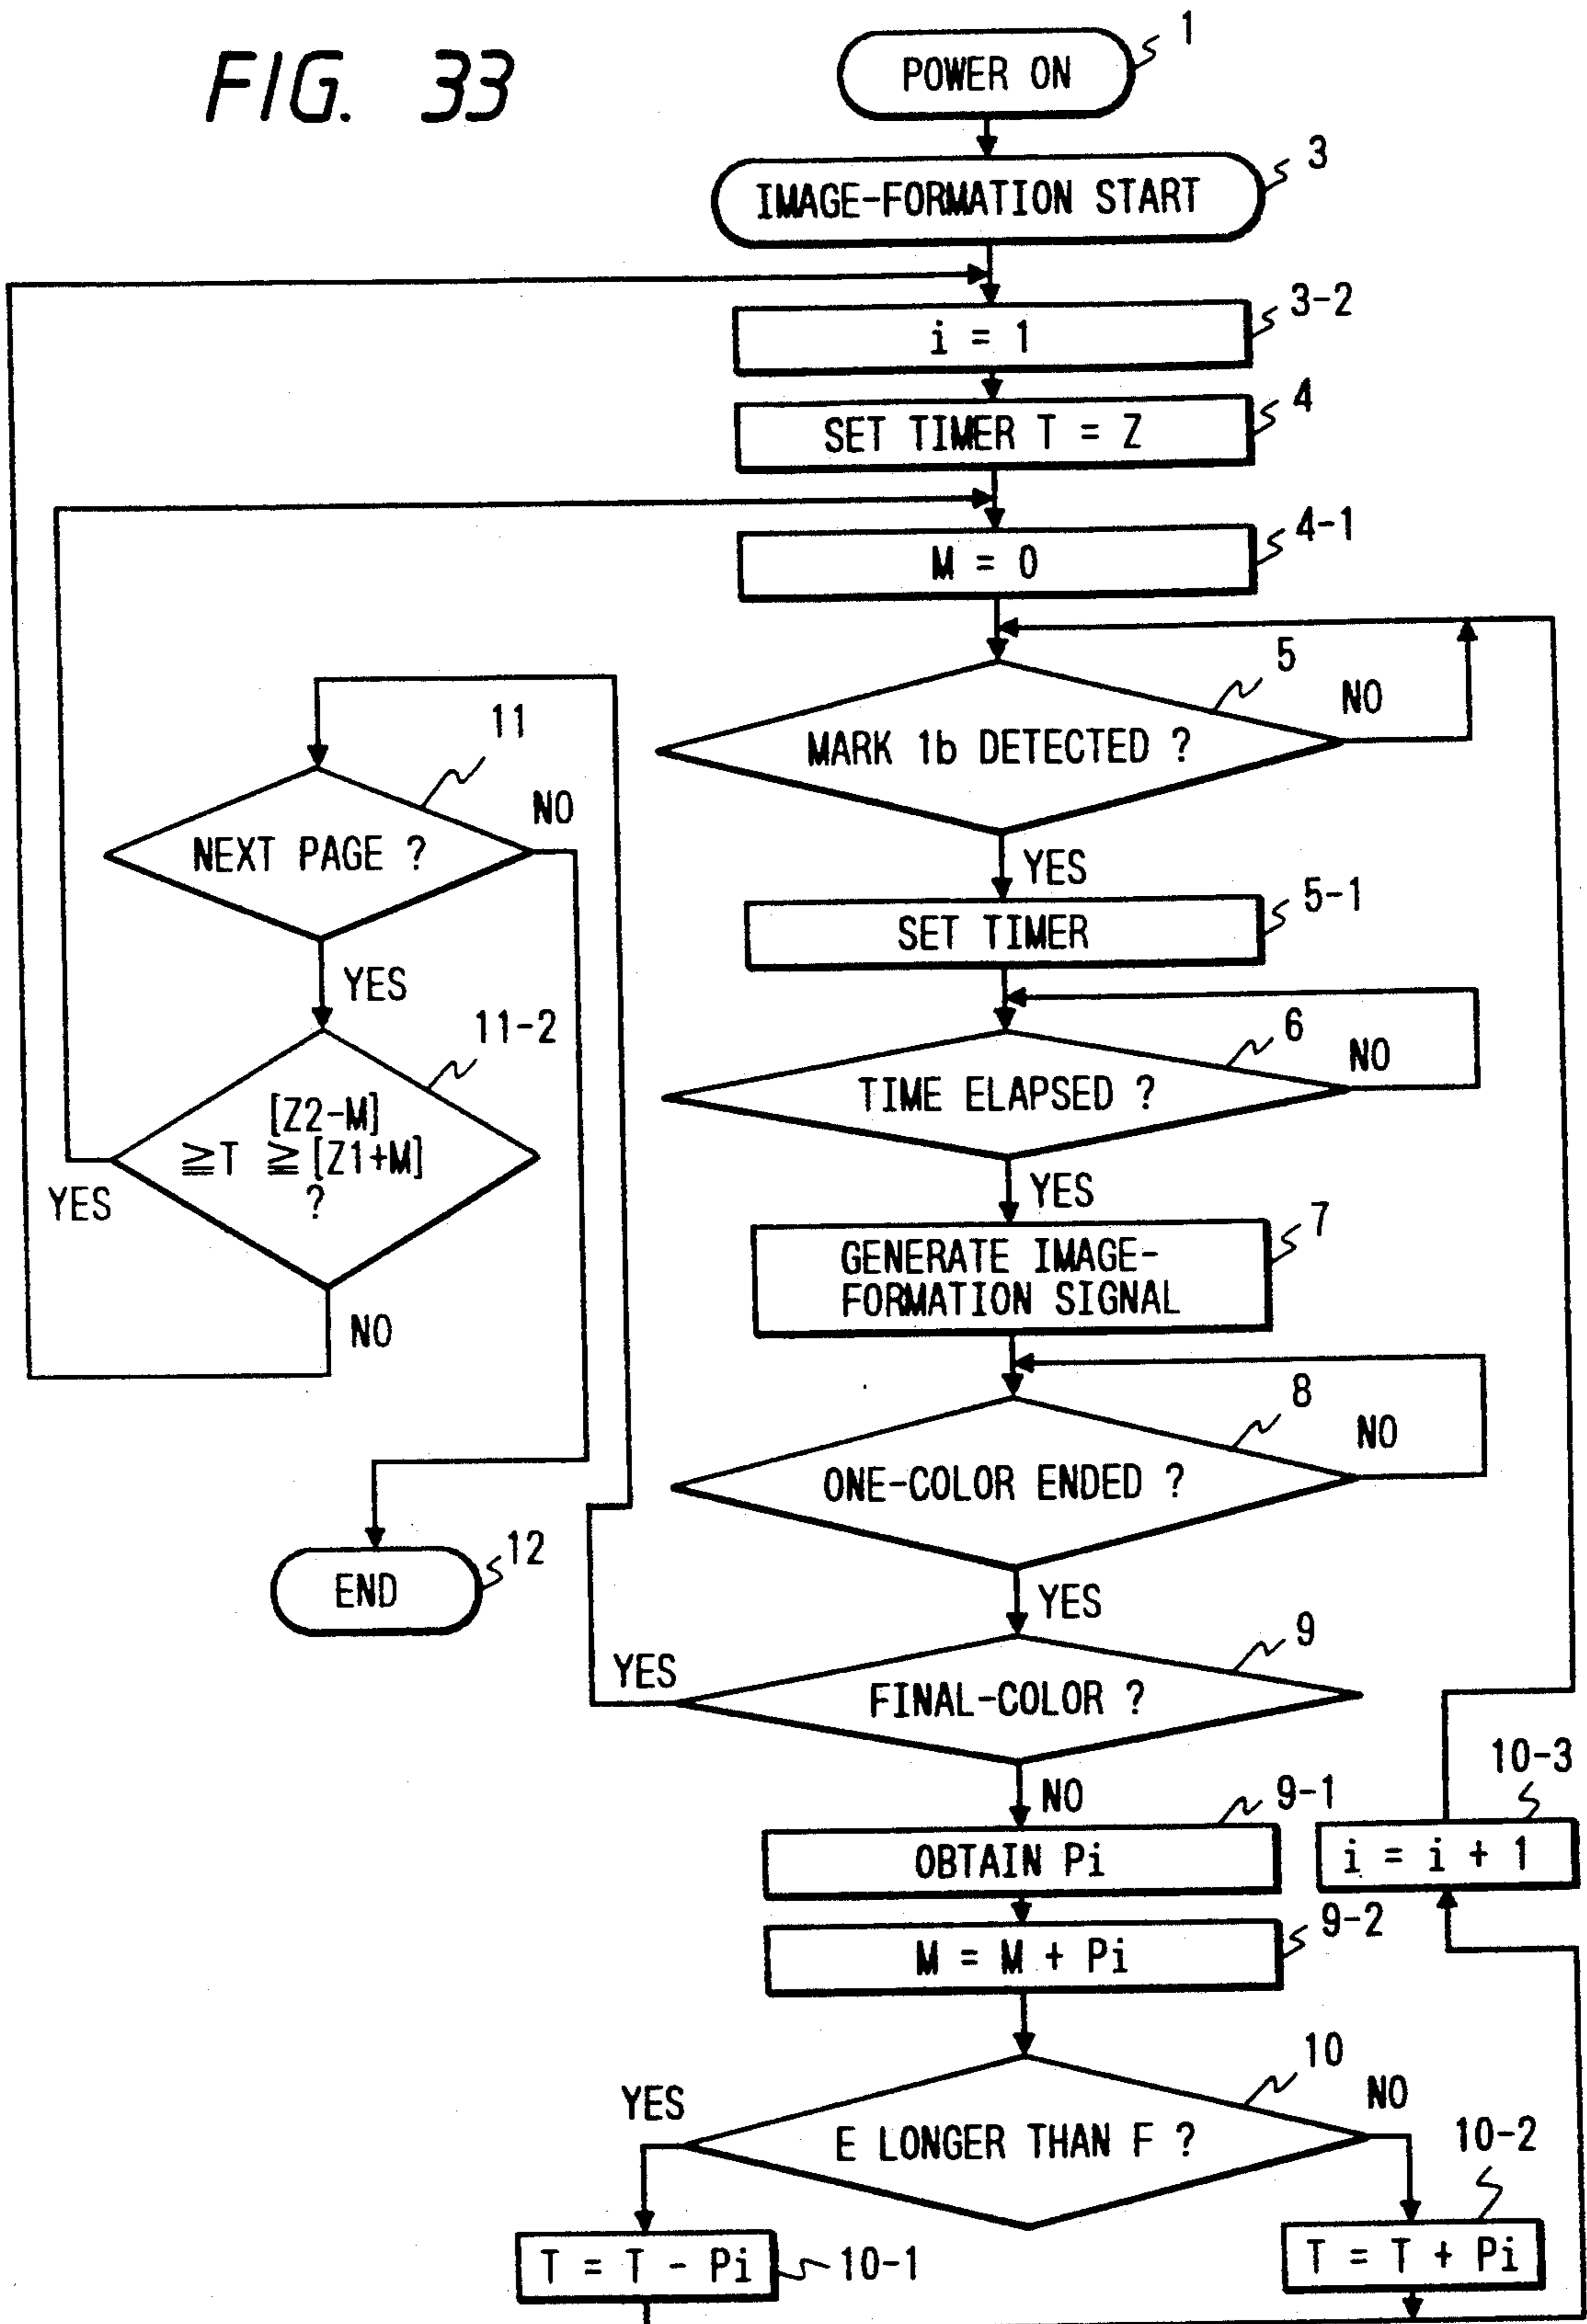 FIG. 33
POWER ON
1
IMAGE-FORMATION START
3
i = 1
3-2
SET TIMER T = Z
4
M = 0
4-1
MARK 1b DETECTED ?
5
NO
YES
SET TIMER
5-1
TIME ELAPSED ?
6
NO
YES
GENERATE IMAGE-
FORMATION SIGNAL
7
ONE-COLOR ENDED ?
8
NO
YES
FINAL-COLOR ?
9
YES
NO
OBTAIN Pi
9-1
M = M + Pi
9-2
E LONGER THAN F ?
10
YES
NO
T = T - Pi
10-1
T = T + Pi
10-2
i = i + 1
10-3
NEXT PAGE ?
11
NO
YES
[Z2-M]
≧T ≧[Z1+M]
?
11-2
YES
NO
END
12